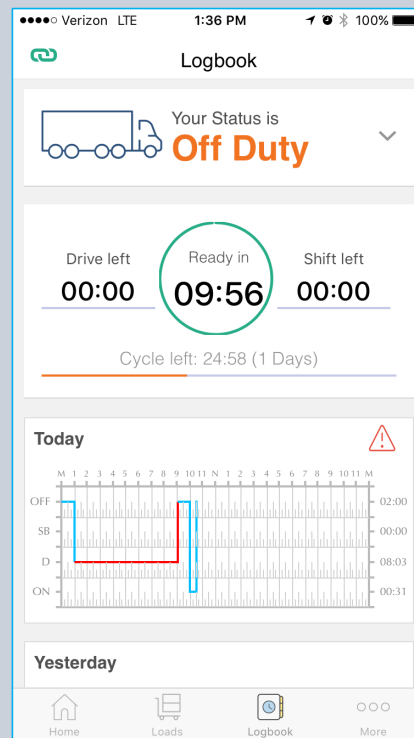 Verizon LTE 1:36 PM 100%
Logbook
Your Status is
Off Duty
Drive left Ready in Shift left
00:00 09:56 00:00
Cycle left: 24:58 (1 Days)
Today
M 1 2 3 4 5 6 7 8 9 10 11 N 1 2 3 4 5 6 7 8 9 10 11 M
OFF 02:00
SB 00:00
D 08:03
ON 00:31
Yesterday
Home Loads Logbook More